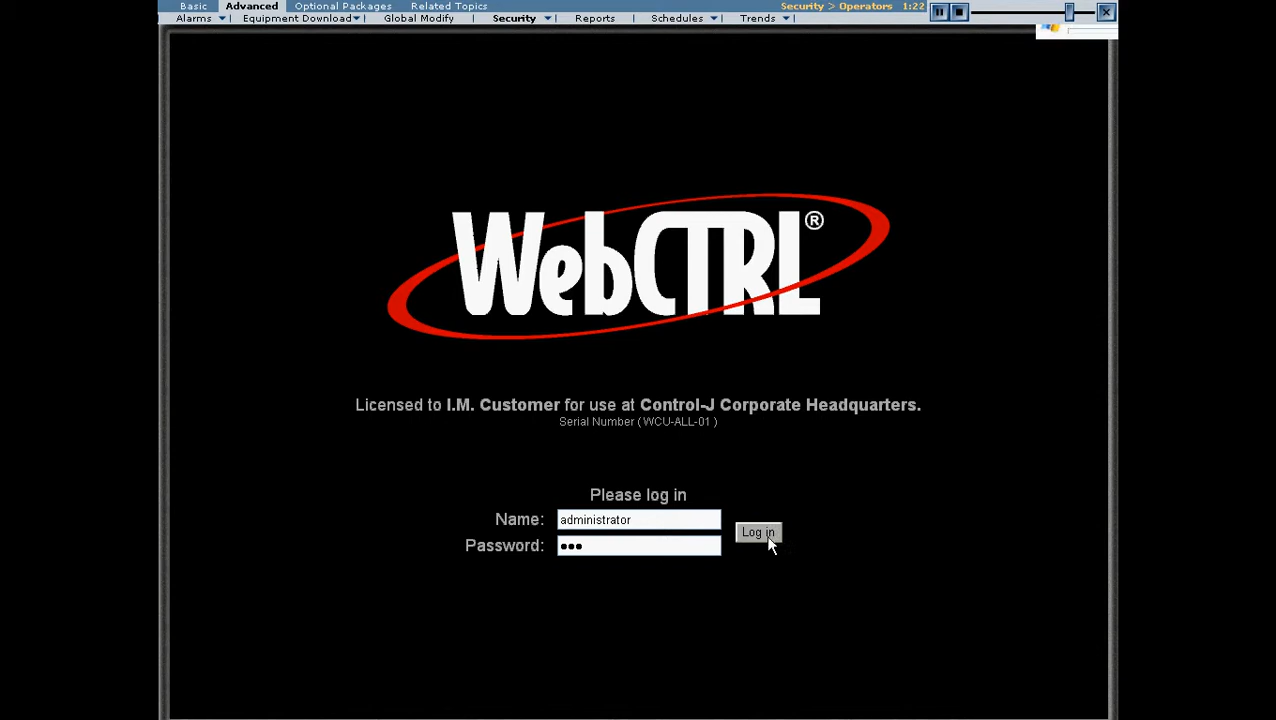 Basic Advanced Optional Packages Related Topics Security > Operators 1:22
Alarms Equipment Download Global Modify Security Reports Schedules Trends
WebCTRL®
Licensed to I.M. Customer for use at Control-J Corporate Headquarters.
Serial Number ( WCU-ALL-01 )
Please log in
Name: administrator
Log in
Password: •••